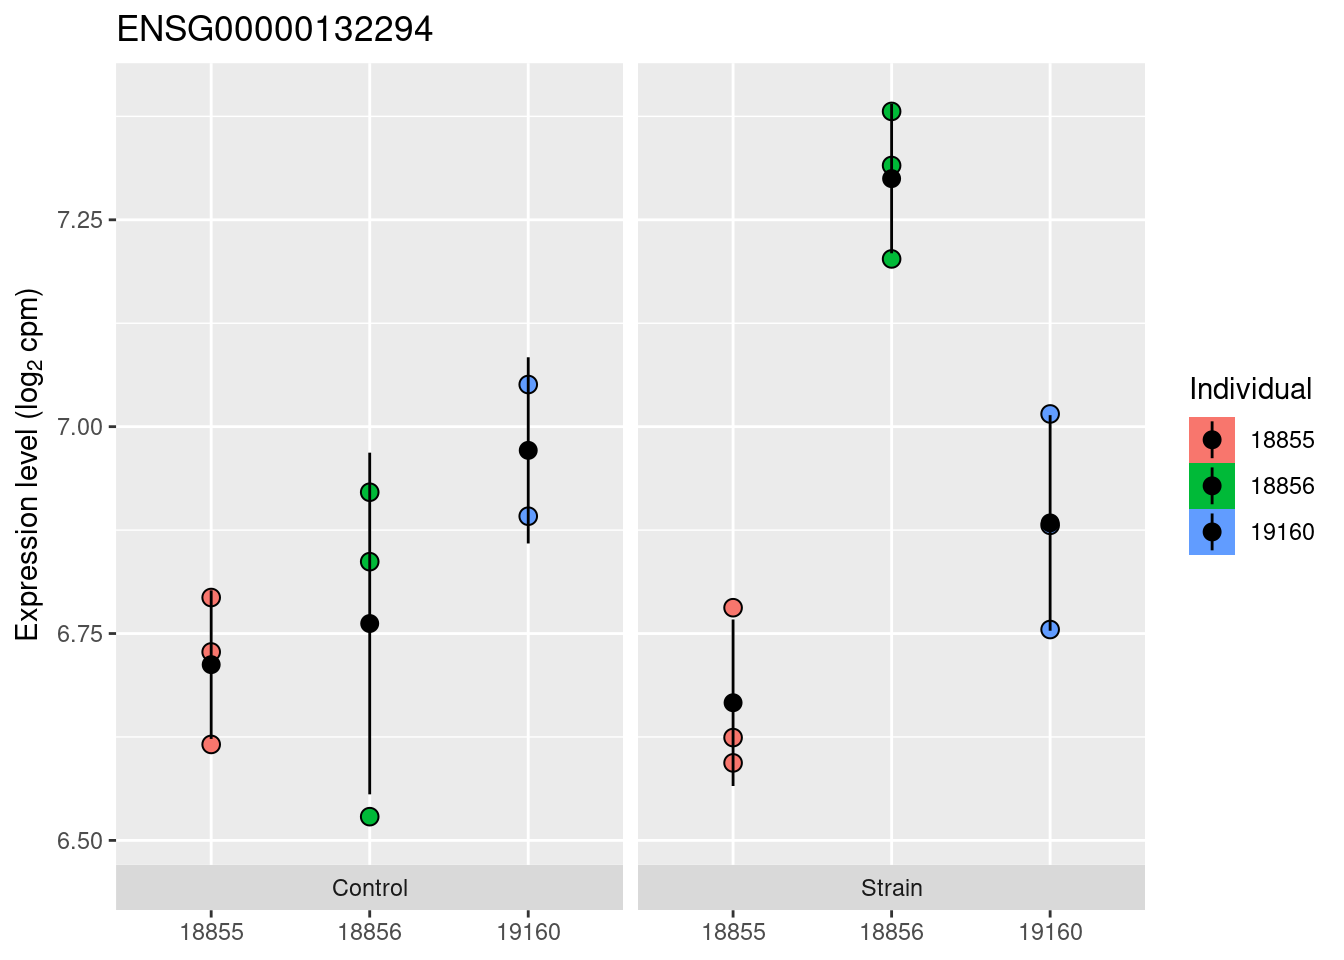 ENSG00000132294
Expression level (log₂ cpm)
7.25
7.00
6.75
6.50
Control
Strain
18855
18856
19160
18855
18856
19160
Individual
18855
18856
19160